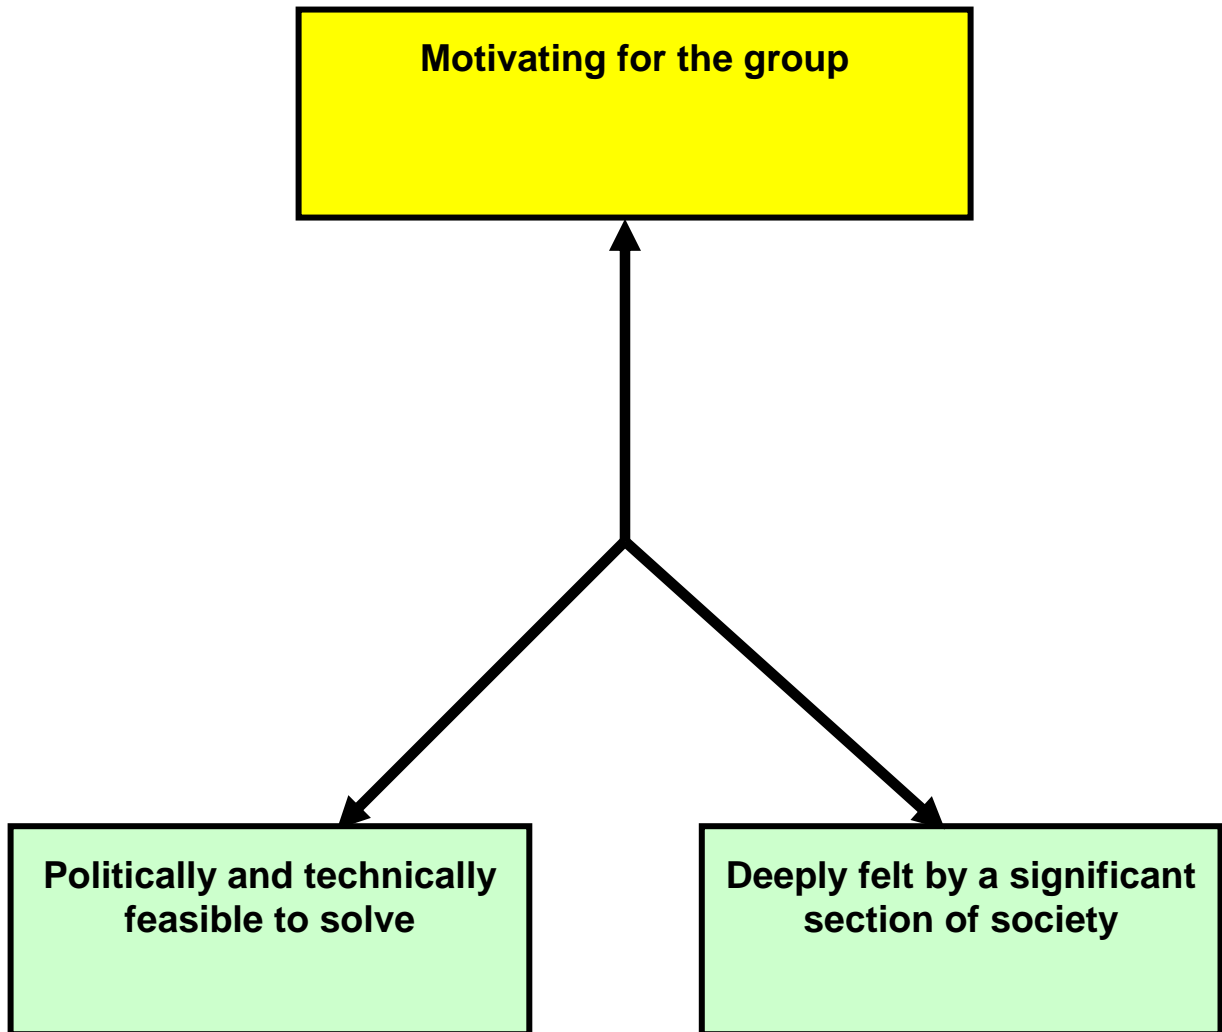 Motivating for the group
Politically and technically
feasible to solve
Deeply felt by a significant
section of society